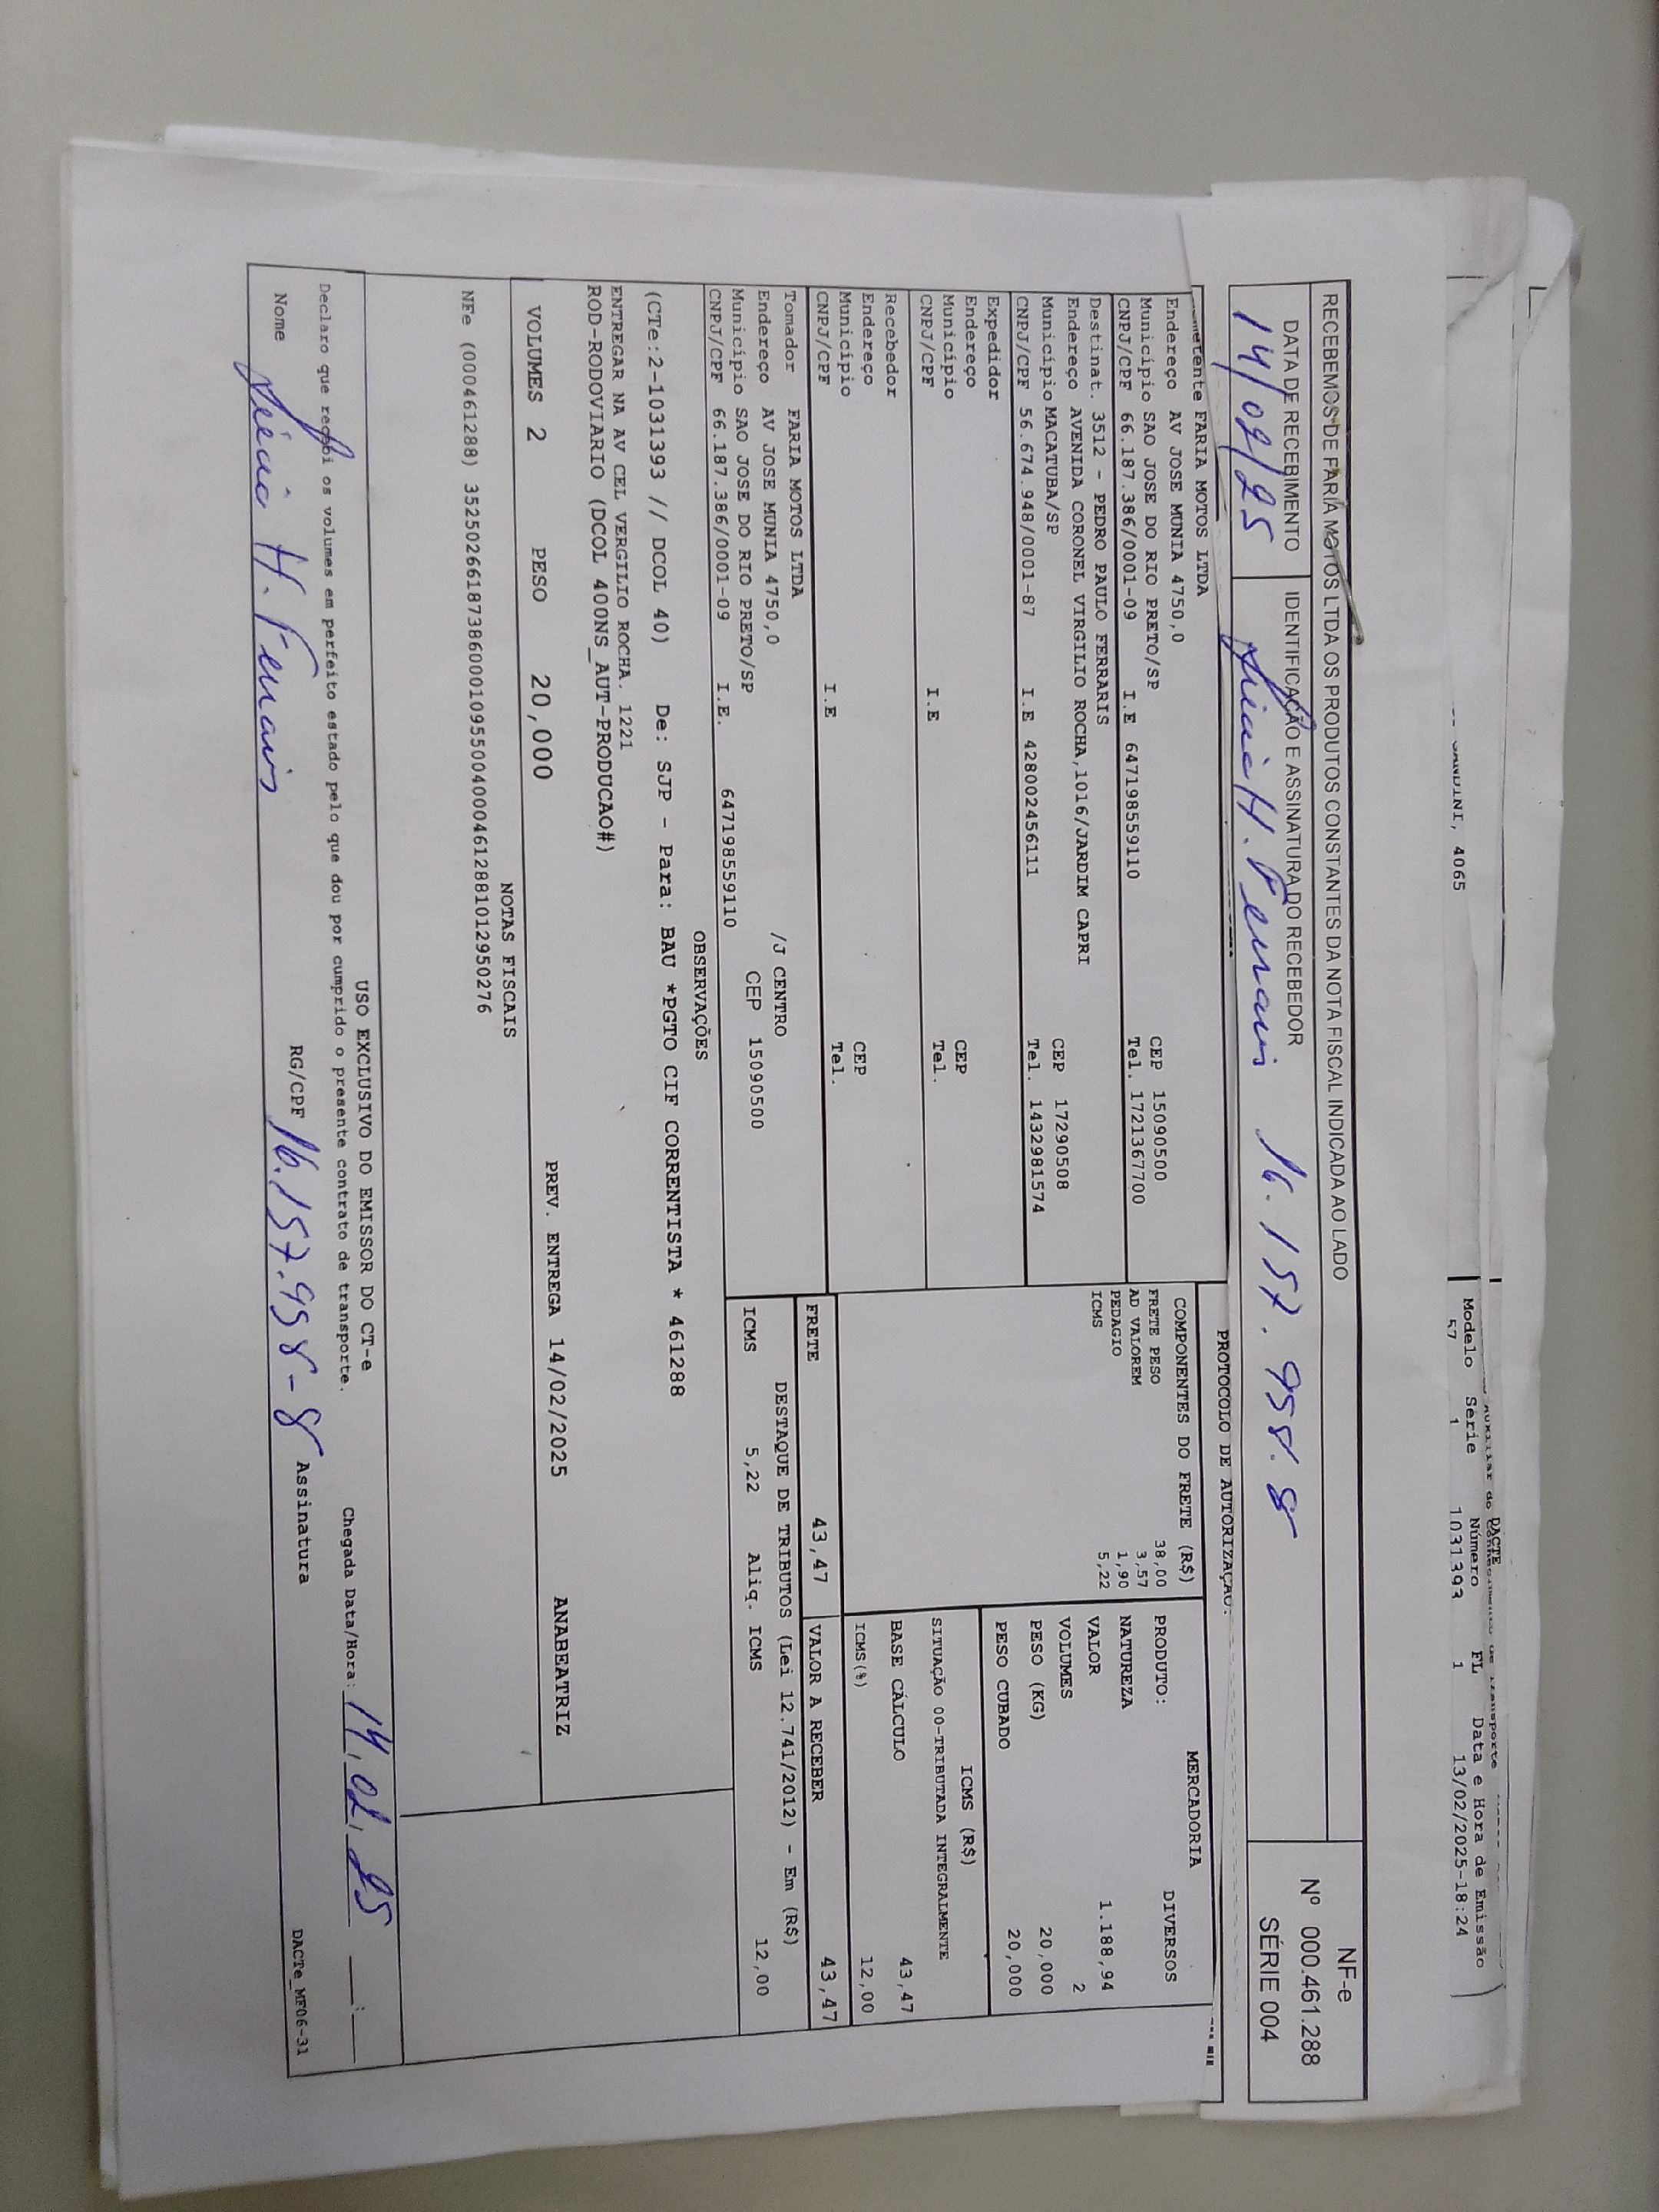 ANDINI, 4065
DACTE
Modelo Série Número FL Data e Hora de Emissão
57 1 1031393 1 13/02/2025-18:24
RECEBEMOS DE FARIA MOTOS LTDA OS PRODUTOS CONSTANTES DA NOTA FISCAL INDICADA AO LADO
NF-e
Nº 000.461.288
SÉRIE 004
DATA DE RECEBIMENTO IDENTIFICAÇÃO E ASSINATURA DO RECEBEDOR
14/02/25 H. 16.157.958.8
PROTOCOLO DE AUTORIZAÇAO:
FARIA MOTOS LTDA
Endereço AV JOSE MUNIA 4750,0
Município SAO JOSE DO RIO PRETO/SP CEP 15090500
CNPJ/CPF 66.187.386/0001-09 I.E 647198559110 Tel. 1721367700
Destinat. 3512 - PEDRO PAULO FERRARIS
Endereço AVENIDA CORONEL VIRGILIO ROCHA,1016/JARDIM CAPRI
Município MACATUBA/SP CEP 17290508
CNPJ/CPF 56.674.948/0001-87 I.E 428002456111 Tel. 1432981574
Expedidor
Endereço
Município CEP
CNPJ/CPF I.E Tel.
Recebedor
Endereço
Município CEP
CNPJ/CPF I.E Tel.
Tomador FARIA MOTOS LTDA
Endereço AV JOSE MUNIA 4750,0 /J CENTRO
Município SAO JOSE DO RIO PRETO/SP CEP 15090500
CNPJ/CPF 66.187.386/0001-09 I.E. 647198559110
COMPONENTES DO FRETE (R$)
FRETE PESO 38,00
AD VALOREM 3,57
PEDAGIO 1,90
ICMS 5,22
MERCADORIA
PRODUTO: DIVERSOS
NATUREZA
VALOR 1.188,94
VOLUMES 2
PESO (KG) 20,000
PESO CUBADO 20,000
ICMS (R$)
SITUAÇÃO 00-TRIBUTADA INTEGRALMENTE
BASE CÁLCULO 43,47
ICMS(%) 12,00
FRETE 43,47 VALOR A RECEBER 43,47
DESTAQUE DE TRIBUTOS (Lei 12.741/2012) - Em (R$)
ICMS 5,22 Aliq. ICMS 12,00
OBSERVAÇÕES
(CTe:2-1031393 // DCOL 40) De: SJP - Para: BAU *PGTO CIF CORRENTISTA * 461288
ENTREGAR NA AV CEL VERGILIO ROCHA. 1221
ROD-RODOVIARIO (DCOL 400NS_AUT-PRODUCAO#)
VOLUMES 2 PESO 20,000 PREV. ENTREGA 14/02/2025 ANABEATRIZ
NOTAS FISCAIS
NFe (000461288) 35250266187386000109550040004612881012950276
USO EXCLUSIVO DO EMISSOR DO CT-e
Declaro que recebi os volumes em perfeito estado pelo que dou por cumprido o presente contrato de transporte. Chegada Data/Hora: 14, 02, 25 __:__
Nome H. RG/CPF 16.157.958-8 Assinatura
DACTe_MF06-31